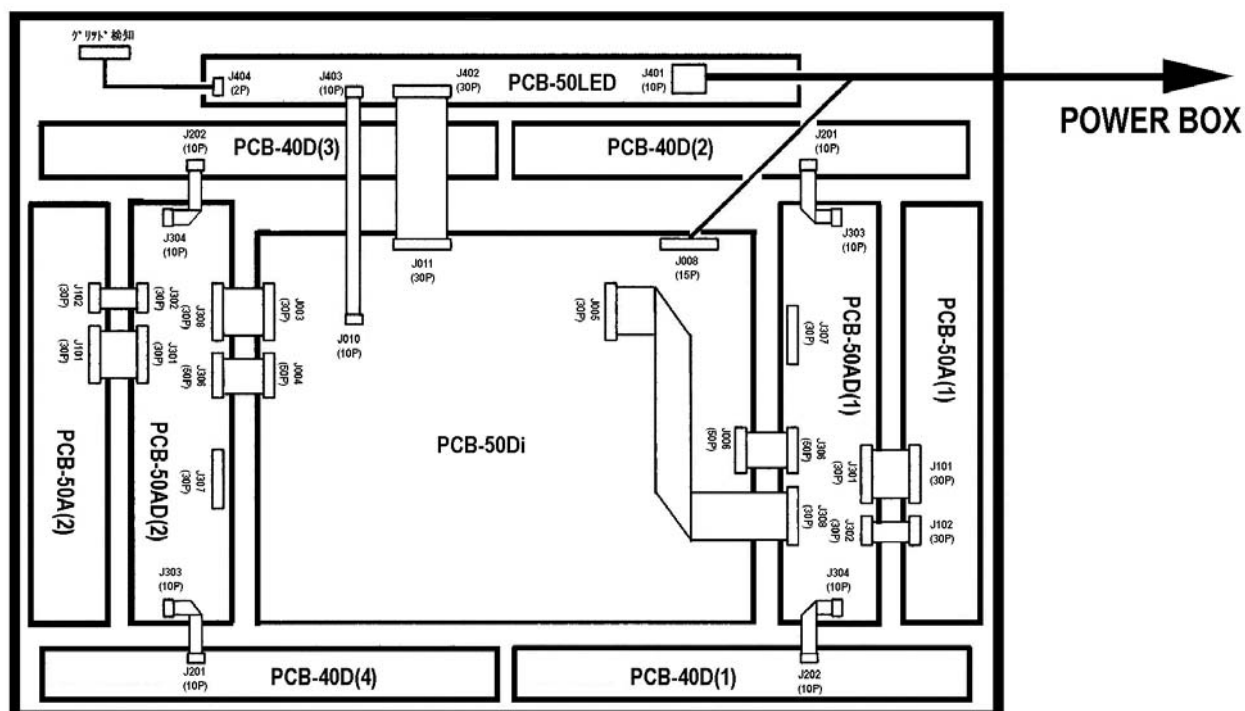 グリッド検知
J404
(2P)
J403
(10P)
J402
(30P)
PCB-50LED
J401
(10P)
POWER BOX
J202
(10P)
PCB-40D(3)
PCB-40D(2)
J201
(10P)
J304
(10P)
J011
(30P)
J008
(15P)
J303
(10P)
J102
(30P)
J302
(30P)
J308
(30P)
J003
(30P)
J010
(10P)
J005
(30P)
J307
(30P)
J101
(30P)
J301
(30P)
J306
(50P)
J004
(50P)
PCB-50AD(1)
PCB-50A(1)
PCB-50A(2)
PCB-50AD(2)
J307
(30P)
PCB-50Di
J006
(50P)
J306
(50P)
J301
(30P)
J101
(30P)
J308
(30P)
J302
(30P)
J102
(30P)
J303
(10P)
J304
(10P)
J201
(10P)
PCB-40D(4)
PCB-40D(1)
J202
(10P)